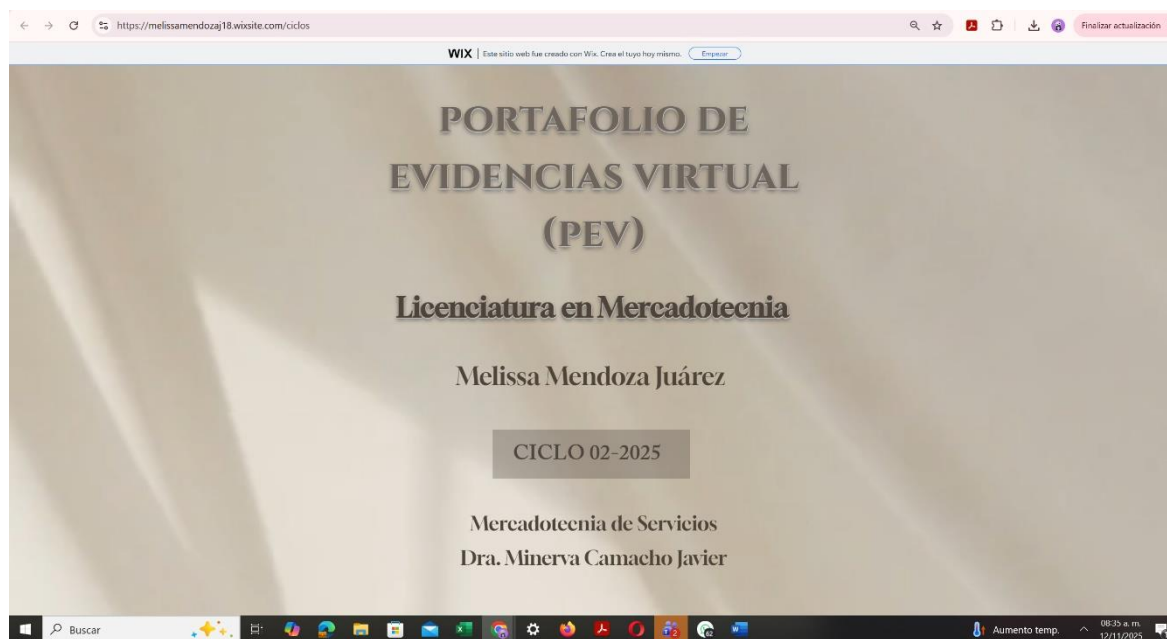 https://melissamendozaj18.wixsite.com/ciclos
Finalizar actualización
WIX | Este sitio web fue creado con Wix. Crea el tuyo hoy mismo. Empezar
PORTAFOLIO DE
EVIDENCIAS VIRTUAL
(PEV)
Licenciatura en Mercadotecnia
Melissa Mendoza Juárez
CICLO 02-2025
Mercadotecnia de Servicios
Dra. Minerva Camacho Javier
Buscar
Aumento temp.
08:35 a. m.
12/11/2025